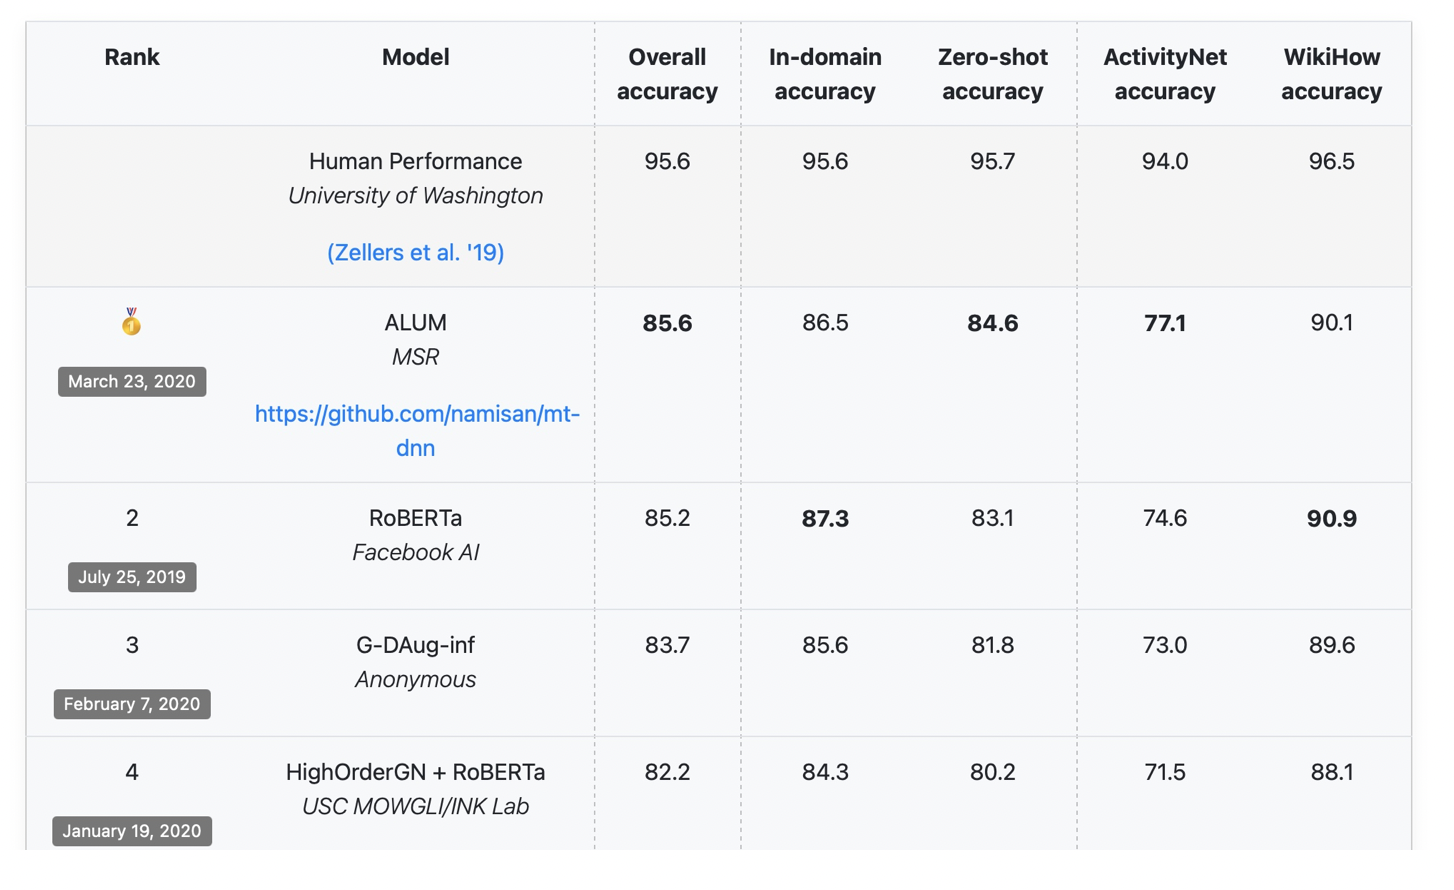 Rank Model Overall accuracy In-domain accuracy Zero-shot accuracy ActivityNet accuracy WikiHow accuracy
Human Performance 95.6 95.6 95.7 94.0 96.5
University of Washington
(Zellers et al. '19)
1 ALUM 85.6 86.5 84.6 77.1 90.1
MSR
March 23, 2020
https://github.com/namisan/mt-
dnn
2 RoBERTa 85.2 87.3 83.1 74.6 90.9
Facebook AI
July 25, 2019
3 G-DAug-inf 83.7 85.6 81.8 73.0 89.6
Anonymous
February 7, 2020
4 HighOrderGN + RoBERTa 82.2 84.3 80.2 71.5 88.1
USC MOWGLI/INK Lab
January 19, 2020